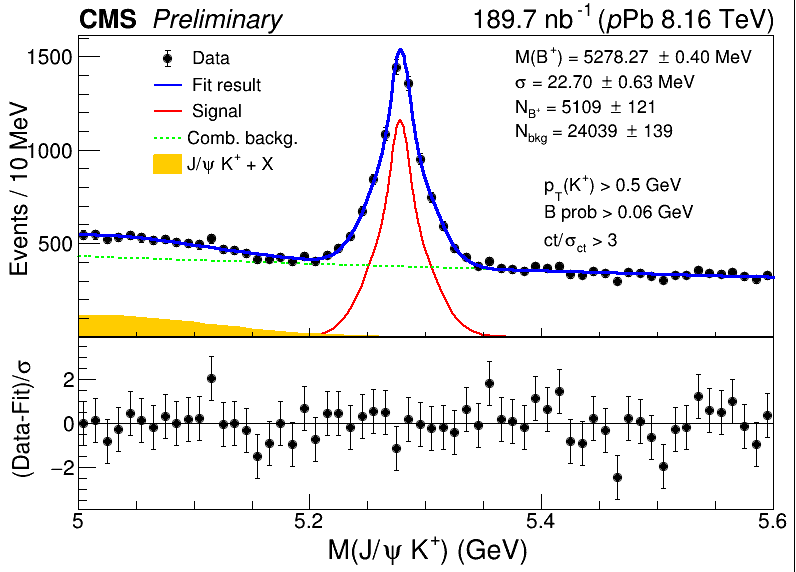 CMS Preliminary 189.7 nb⁻¹ (pPb 8.16 TeV)
Events / 10 MeV
1500
1000
500
Data
Fit result
Signal
Comb. backg.
J/ψ K⁺ + X
M(B⁺) = 5278.27 ± 0.40 MeV
σ = 22.70 ± 0.63 MeV
N_B⁺ = 5109 ± 121
N_bkg = 24039 ± 139
p_T(K⁺) > 0.5 GeV
B prob > 0.06 GeV
ct/σ_ct > 3
(Data-Fit)/σ
2
0
−2
5 5.2 5.4 5.6
M(J/ψ K⁺) (GeV)